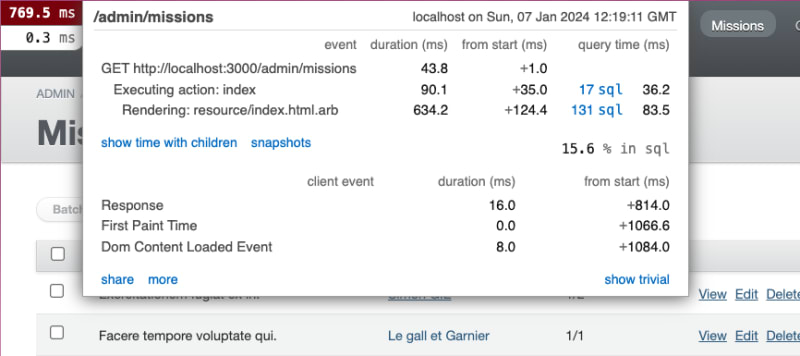 769.5 ms
0.3 ms
/admin/missions
localhost on Sun, 07 Jan 2024 12:19:11 GMT
Missions
event duration (ms) from start (ms) query time (ms)
GET http://localhost:3000/admin/missions 43.8 +1.0
Executing action: index 90.1 +35.0 17 sql 36.2
Rendering: resource/index.html.arb 634.2 +124.4 131 sql 83.5
show time with children snapshots
15.6 % in sql
client event duration (ms) from start (ms)
Response 16.0 +814.0
First Paint Time 0.0 +1066.6
Dom Content Loaded Event 8.0 +1084.0
share more show trivial
ADMIN
Mis
Batch
View Edit Delete
Facere tempore voluptate qui. Le gall et Garnier 1/1 View Edit Delete